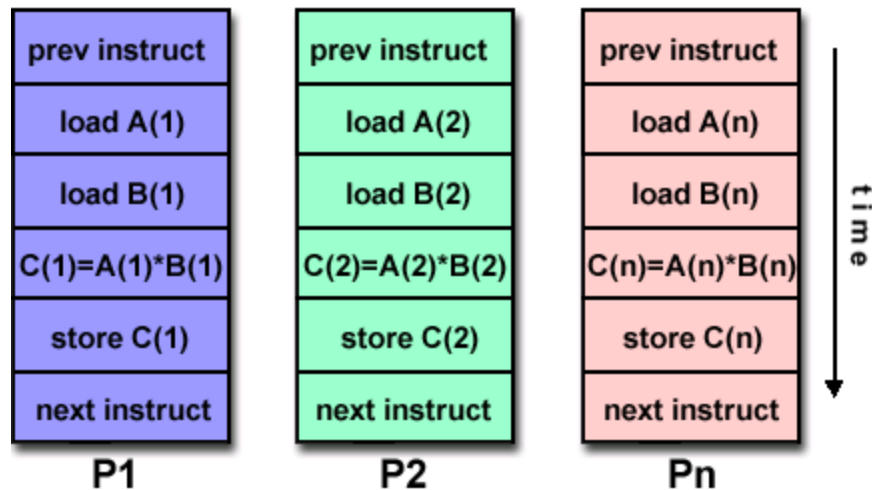 prev instruct
load A(1)
load B(1)
C(1)=A(1)*B(1)
store C(1)
next instruct
P1
prev instruct
load A(2)
load B(2)
C(2)=A(2)*B(2)
store C(2)
next instruct
P2
prev instruct
load A(n)
load B(n)
C(n)=A(n)*B(n)
store C(n)
next instruct
Pn
time